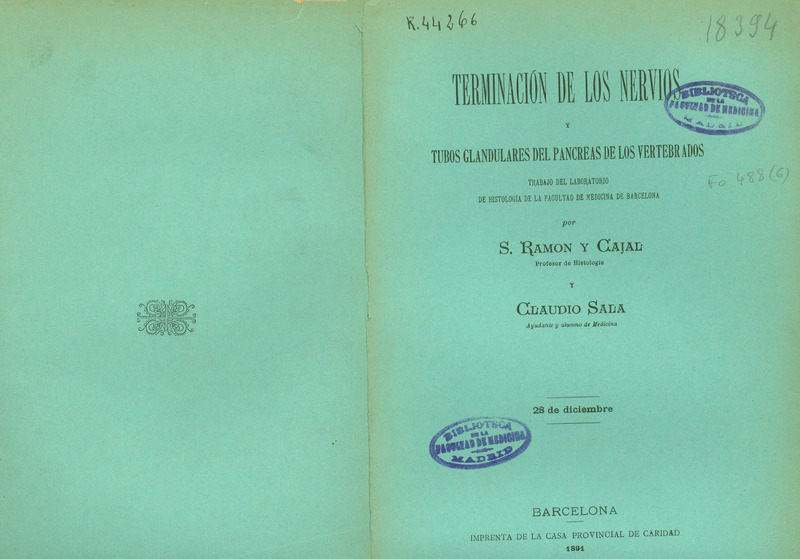 R.44266
18394
TERMINACIÓN DE LOS NERVIOS
BIBLIOTECA
DE LA
FACULTAD DE MEDICINA
MADRID
Y
TUBOS GLANDULARES DEL PANCREAS DE LOS VERTEBRADOS
TRABAJO DEL LABORATORIO
DE HISTOLOGÍA DE LA FACULTAD DE MEDICINA DE BARCELONA
Fo 488(6)
por
S. RAMON Y CAJAL
Profesor de Histología
Y
CLAUDIO SALA
Ayudante y alumno de Medicina
28 de diciembre
BIBLIOTECA
DE LA
FACULTAD DE MEDICINA
MADRID
BARCELONA
IMPRENTA DE LA CASA PROVINCIAL DE CARIDAD
1891